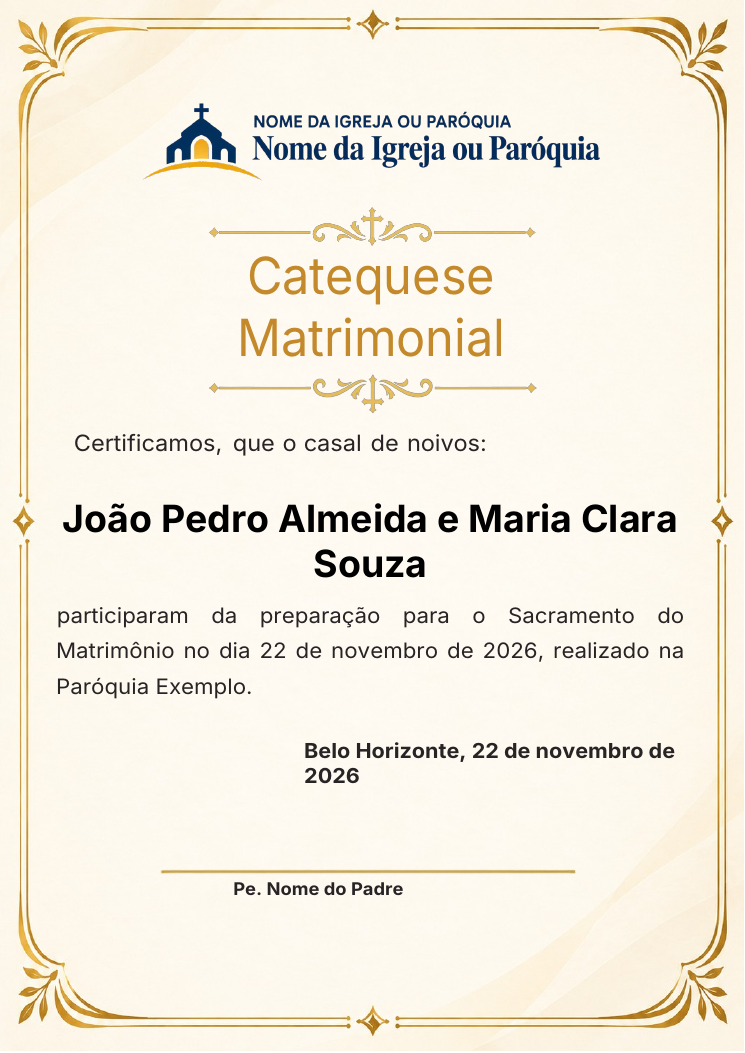 NOME DA IGREJA OU PARÓQUIA
Nome da Igreja ou Paróquia
Catequese
Matrimonial
Certificamos, que o casal de noivos:
João Pedro Almeida e Maria Clara
Souza
participaram da preparação para o Sacramento do
Matrimônio no dia 22 de novembro de 2026, realizado na
Paróquia Exemplo.
Belo Horizonte, 22 de novembro de
2026
Pe. Nome do Padre